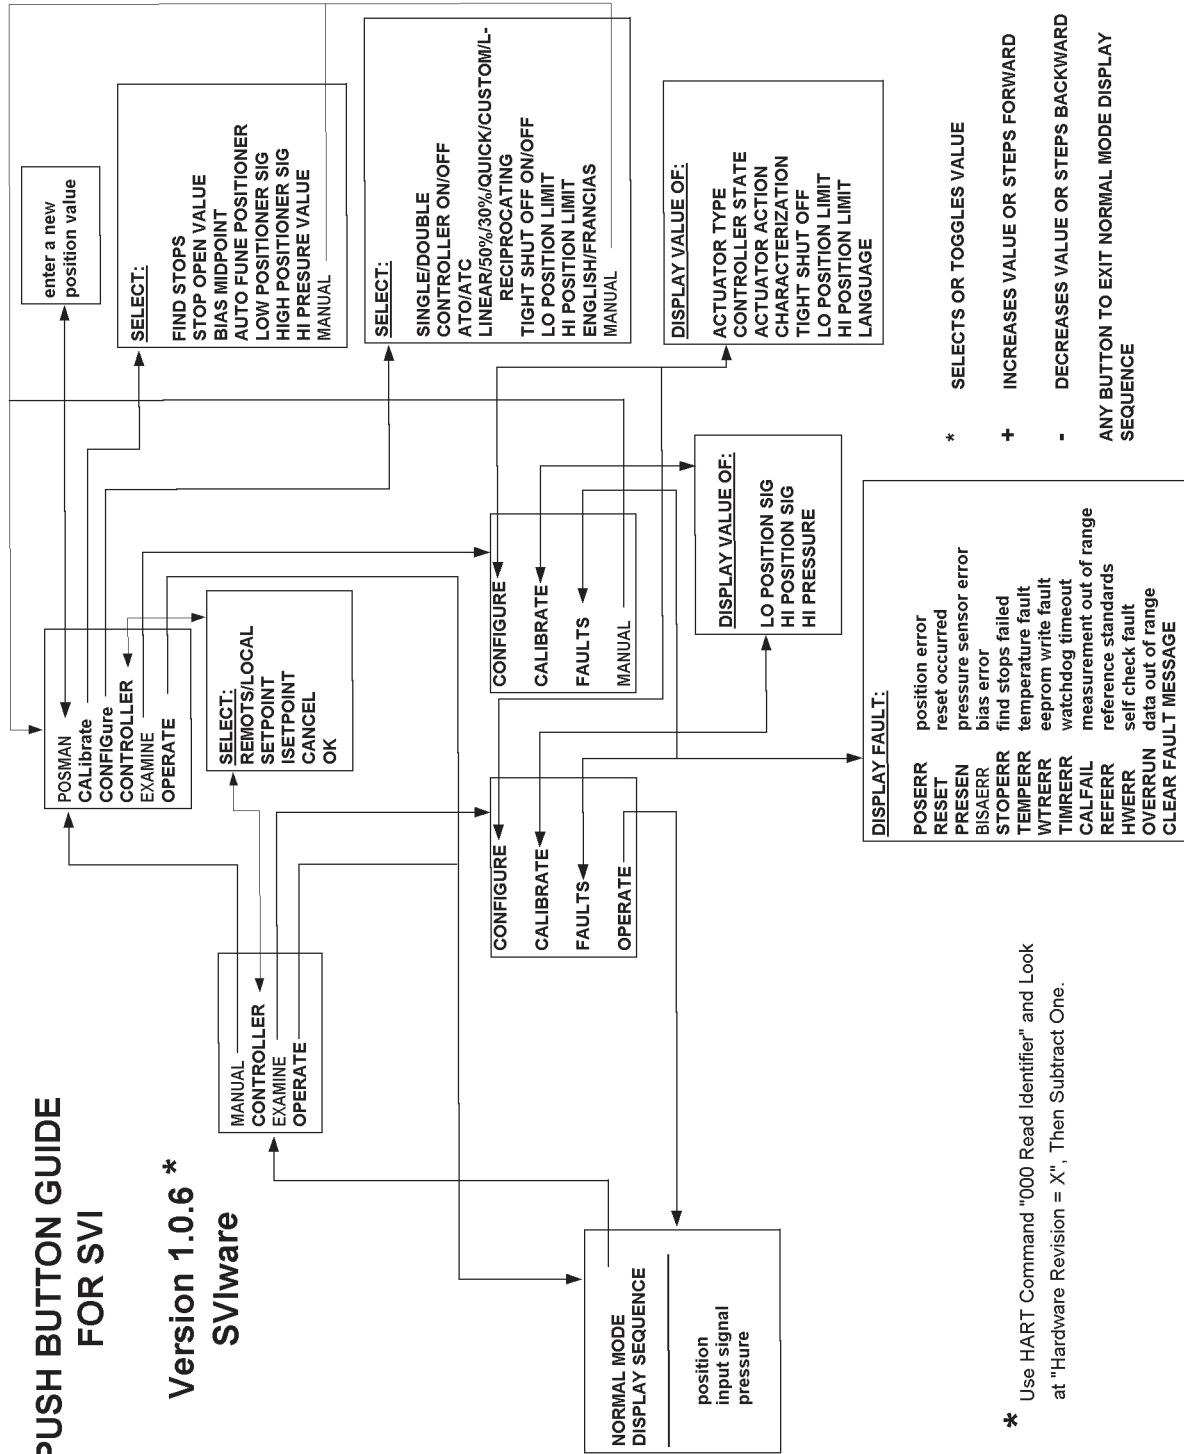 PUSH BUTTON GUIDE
FOR SVI
Version 1.0.6 *
SVIware
NORMAL MODE
DISPLAY SEQUENCE
position
input signal
pressure
MANUAL
CONTROLLER
EXAMINE
OPERATE
POSMAN
CALibrate
CONFIGure
CONTROLLER
EXAMINE
OPERATE
enter a new
position value
SELECT:
FIND STOPS
STOP OPEN VALUE
BIAS MIDPOINT
AUTO FUNE POSITIONER
LOW POSITIONER SIG
HIGH POSITIONER SIG
HI PRESSURE VALUE
MANUAL
SELECT:
REMOTS/LOCAL
SETPOINT
ISETPOINT
CANCEL
OK
SELECT:
SINGLE/DOUBLE
CONTROLLER ON/OFF
ATO/ATC
LINEAR/50%/30%/QUICK/CUSTOM/L-
RECIPROCATING
TIGHT SHUT OFF ON/OFF
LO POSITION LIMIT
HI POSITION LIMIT
ENGLISH/FRANCIAS
MANUAL
CONFIGURE
CALIBRATE
FAULTS
OPERATE
CONFIGURE
CALIBRATE
FAULTS
MANUAL
DISPLAY VALUE OF:
ACTUATOR TYPE
CONTROLLER STATE
ACTUATOR ACTION
CHARACTERIZATION
TIGHT SHUT OFF
LO POSITION LIMIT
HI POSITION LIMIT
LANGUAGE
DISPLAY VALUE OF:
LO POSITION SIG
HI POSITION SIG
HI PRESSURE
DISPLAY FAULT:
POSERR position error
RESET reset occurred
PRESEN pressure sensor error
BISAERR bias error
STOPERR find stops failed
TEMPERR temperature fault
WTRERR eeprom write fault
TIMRERR watchdog timeout
CALFAIL measurement out of range
REFERR reference standards
HWERR self check fault
OVERRUN data out of range
CLEAR FAULT MESSAGE
* SELECTS OR TOGGLES VALUE
+ INCREASES VALUE OR STEPS FORWARD
- DECREASES VALUE OR STEPS BACKWARD
ANY BUTTON TO EXIT NORMAL MODE DISPLAY
SEQUENCE
* Use HART Command "000 Read Identifier" and Look
at "Hardware Revision = X", Then Subtract One.